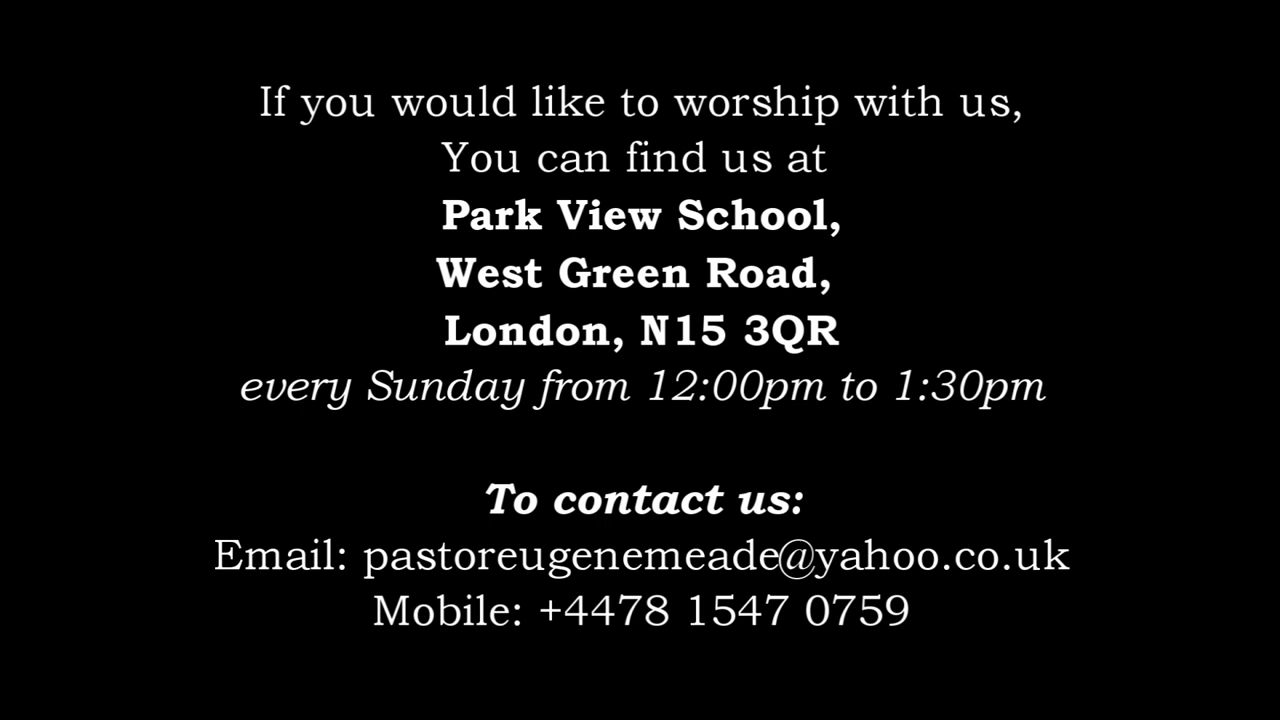 If you would like to worship with us,
You can find us at
Park View School,
West Green Road,
London, N15 3QR
every Sunday from 12:00pm to 1:30pm
To contact us:
Email: pastoreugenemeade@yahoo.co.uk
Mobile: +4478 1547 0759